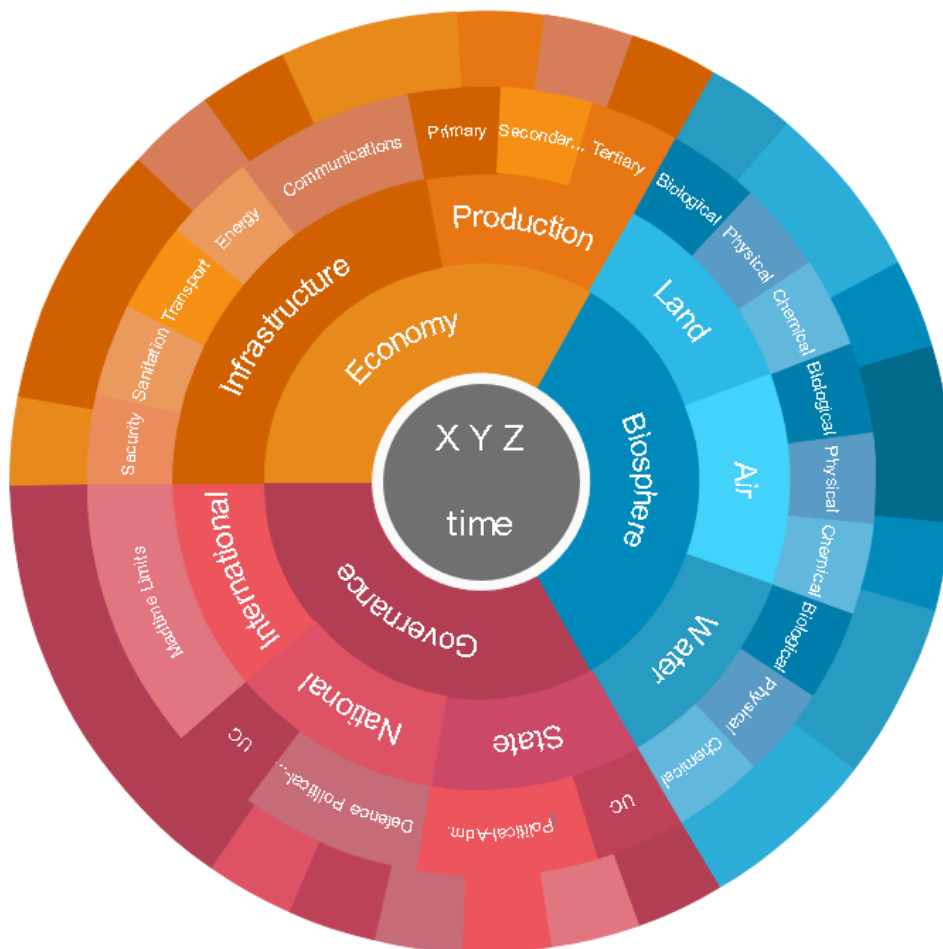 X Y Z
time
Economy
Infrastructure
Production
Security
Sanitation
Transport
Energy
Communications
Primary
Secondar...
Tertiary
Biosphere
Land
Air
Water
Biological
Physical
Chemical
Biological
Physical
Chemical
Biological
Physical
Chemical
Governance
State
National
International
UC
Political-Adm.
Defence Political-...
UC
Maritime Limits